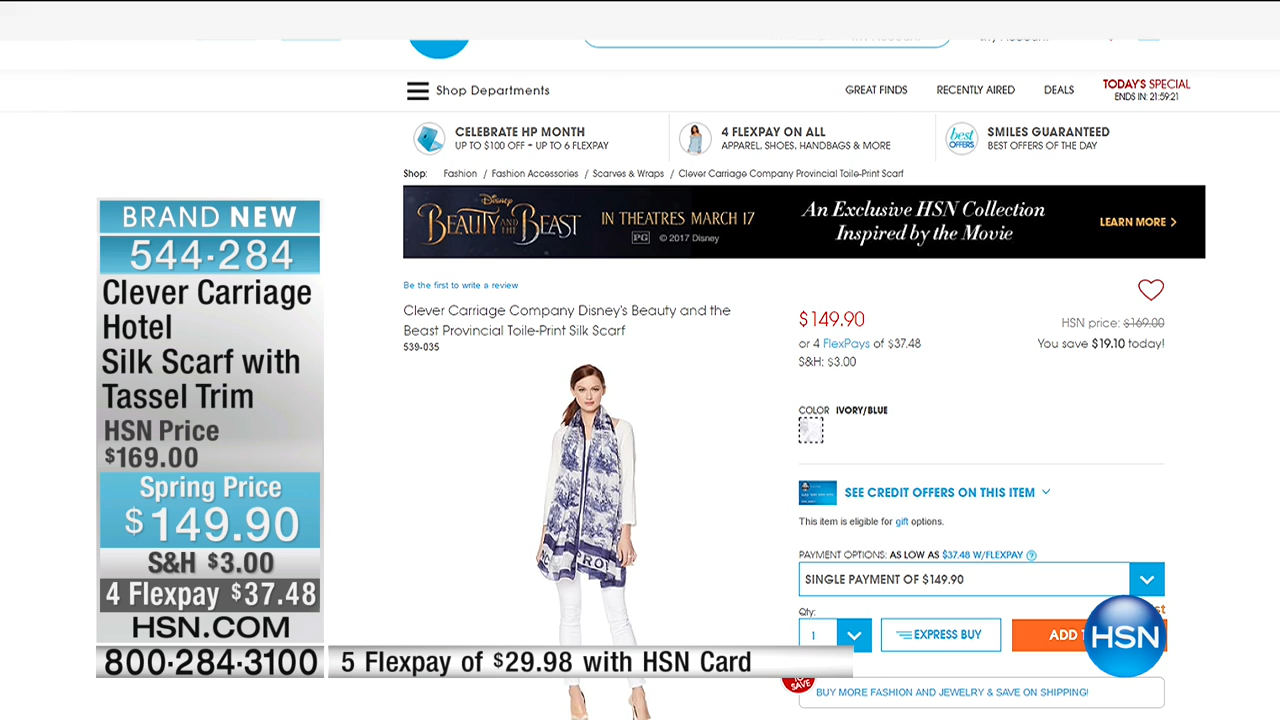 Shop Departments
GREAT FINDS
RECENTLY AIRED
DEALS
TODAY'S SPECIAL
ENDS IN: 21:59:21
CELEBRATE HP MONTH
UP TO $100 OFF + UP TO 6 FLEXPAY
4 FLEXPAY ON ALL
APPAREL, SHOES, HANDBAGS & MORE
best OFFERS
SMILES GUARANTEED
BEST OFFERS OF THE DAY
Shop: Fashion / Fashion Accessories / Scarves & Wraps / Clever Carriage Company Provincial Toile-Print Scarf
Disney
BEAUTY AND THE BEAST
IN THEATRES MARCH 17
PG © 2017 Disney
An Exclusive HSN Collection
Inspired by the Movie
LEARN MORE >
BRAND NEW
544·284
Clever Carriage
Hotel
Silk Scarf with
Tassel Trim
HSN Price
$169.00
Spring Price
$149.90
S&H $3.00
4 Flexpay $37.48
HSN.COM
800·284·3100
5 Flexpay of $29.98 with HSN Card
Be the first to write a review
Clever Carriage Company Disney's Beauty and the
Beast Provincial Toile-Print Silk Scarf
539-035
ROI
$149.90
HSN price: $169.00
or 4 FlexPays of $37.48
You save $19.10 today!
S&H: $3.00
COLOR IVORY/BLUE
SEE CREDIT OFFERS ON THIS ITEM
This item is eligible for gift options.
PAYMENT OPTIONS: AS LOW AS $37.48 W/FLEXPAY ?
SINGLE PAYMENT OF $149.90
Qty:
1
EXPRESS BUY
ADD
HSN
SAVE
BUY MORE FASHION AND JEWELRY & SAVE ON SHIPPING!